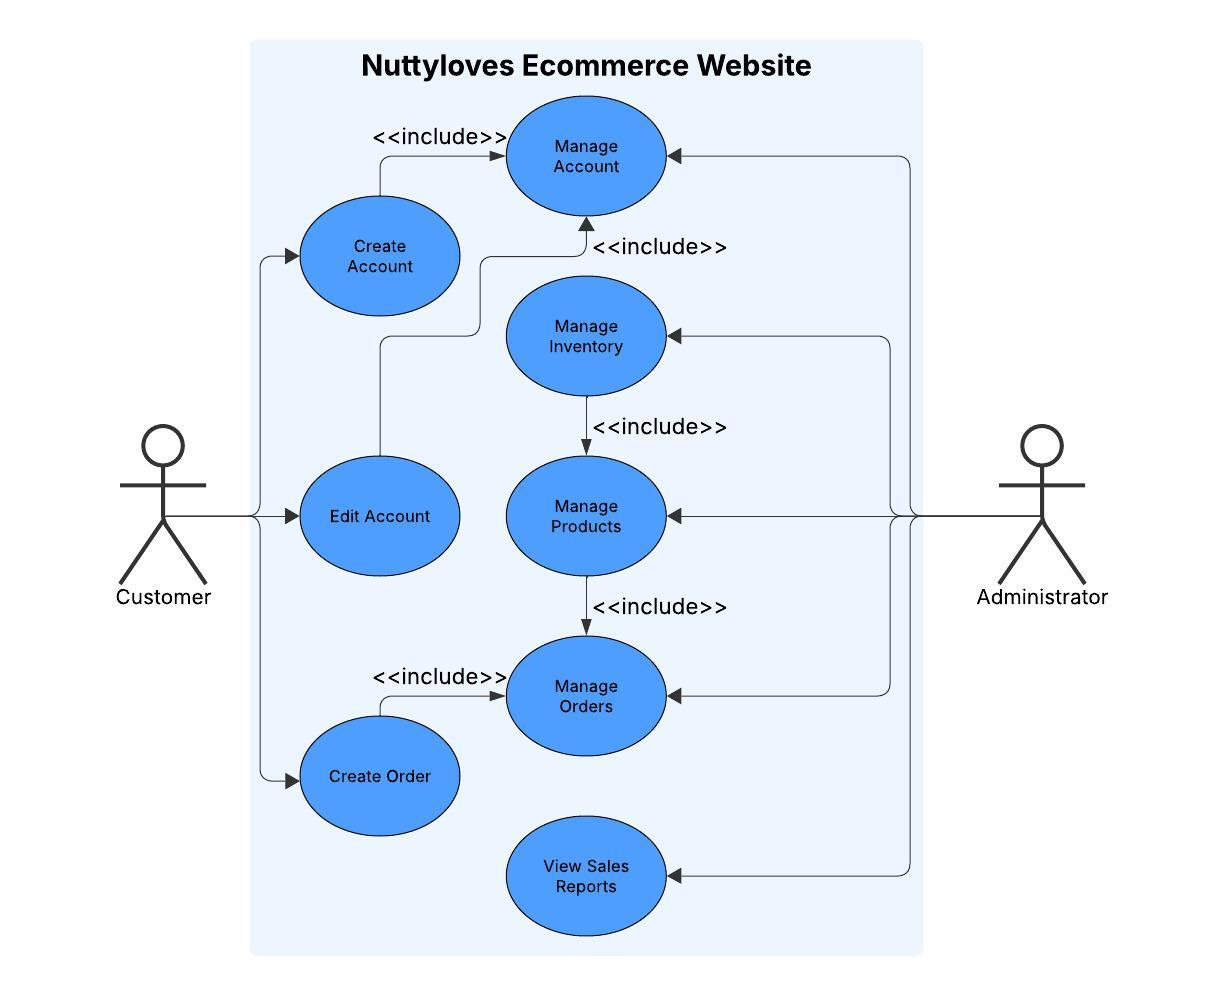 Nuttyloves Ecommerce Website
<<include>>
Manage
Account
Create
Account
<<include>>
Manage
Inventory
<<include>>
Edit Account
Manage
Products
Customer
Administrator
<<include>>
<<include>>
Manage
Orders
Create Order
View Sales
Reports